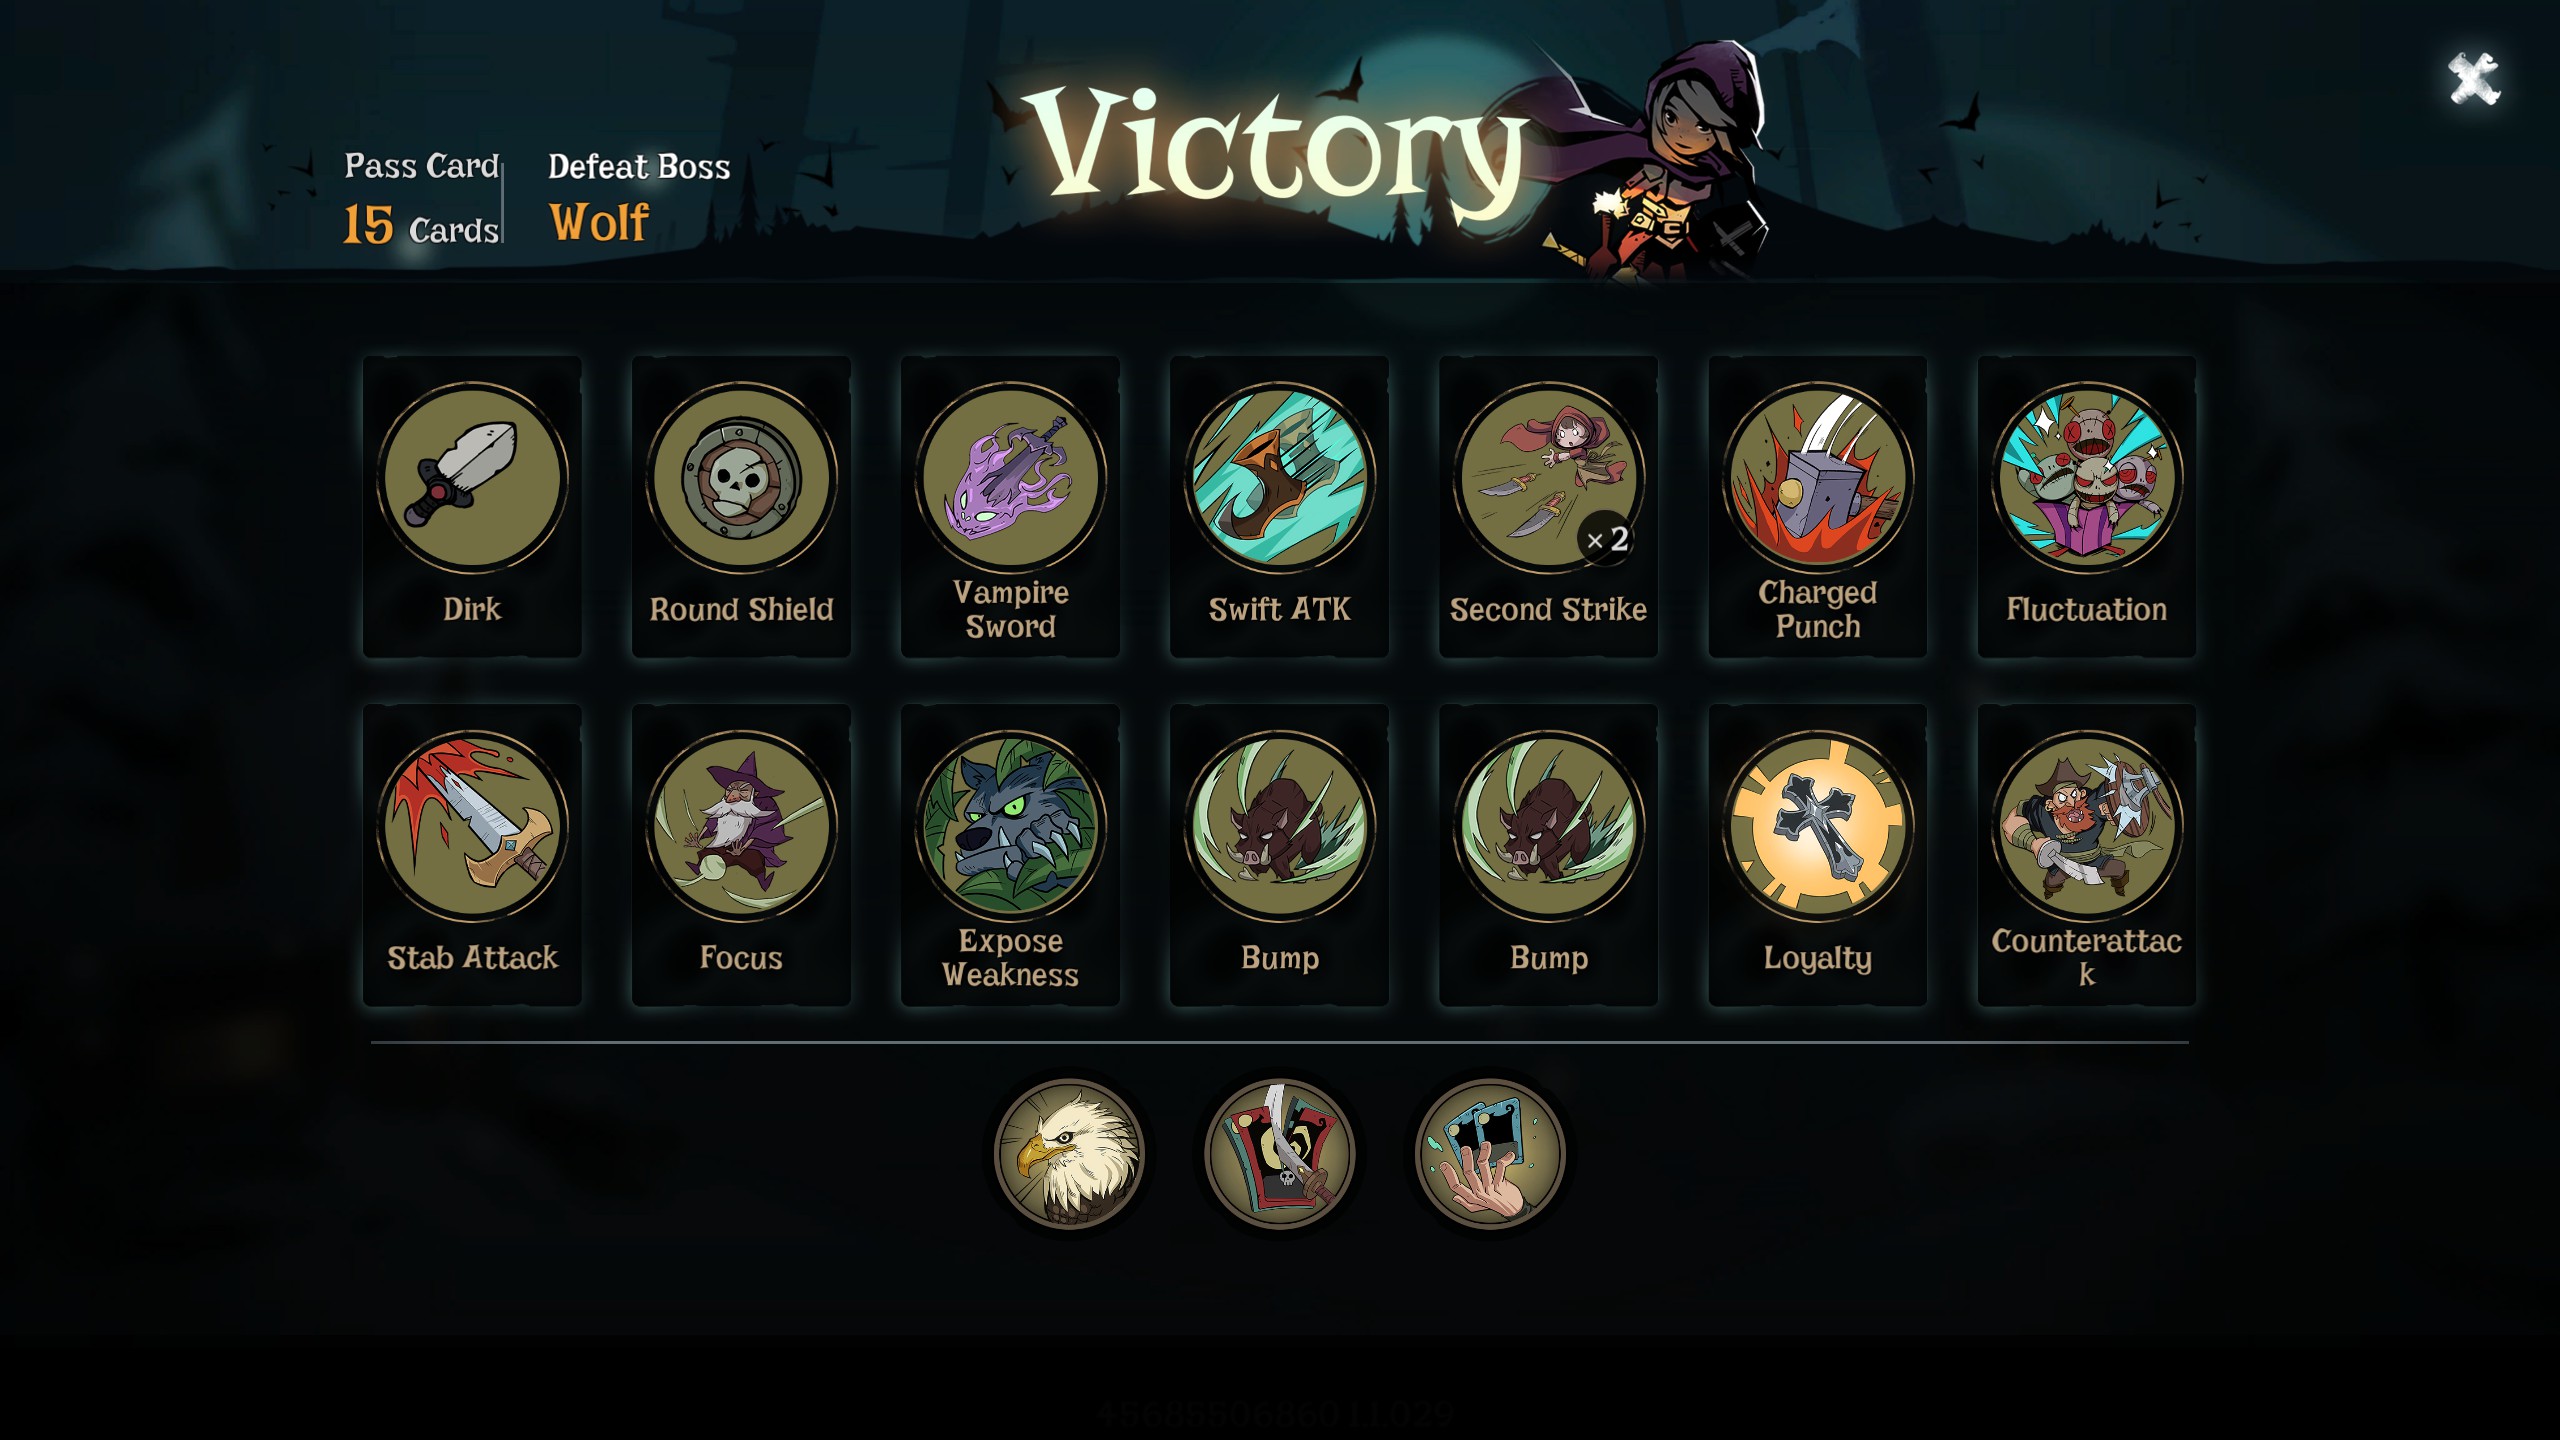 Victory
Pass Card
15 Cards
Defeat Boss
Wolf
Dirk
Round Shield
Vampire
Sword
Swift ATK
× 2
Second Strike
Charged
Punch
Fluctuation
Stab Attack
Focus
Expose
Weakness
Bump
Bump
Loyalty
Counterattac
k